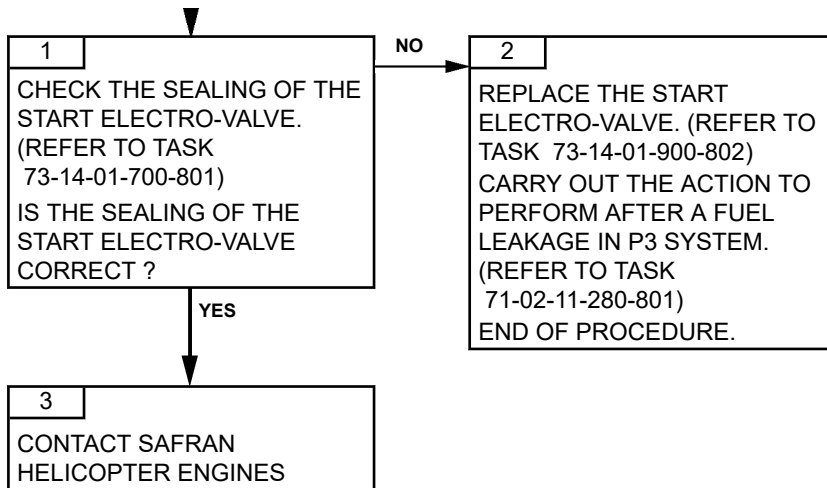 1
CHECK THE SEALING OF THE
START ELECTRO-VALVE.
(REFER TO TASK
73-14-01-700-801)
IS THE SEALING OF THE
START ELECTRO-VALVE
CORRECT ?
NO
2
REPLACE THE START
ELECTRO-VALVE. (REFER TO
TASK 73-14-01-900-802)
CARRY OUT THE ACTION TO
PERFORM AFTER A FUEL
LEAKAGE IN P3 SYSTEM.
(REFER TO TASK
71-02-11-280-801)
END OF PROCEDURE.
YES
3
CONTACT SAFRAN
HELICOPTER ENGINES